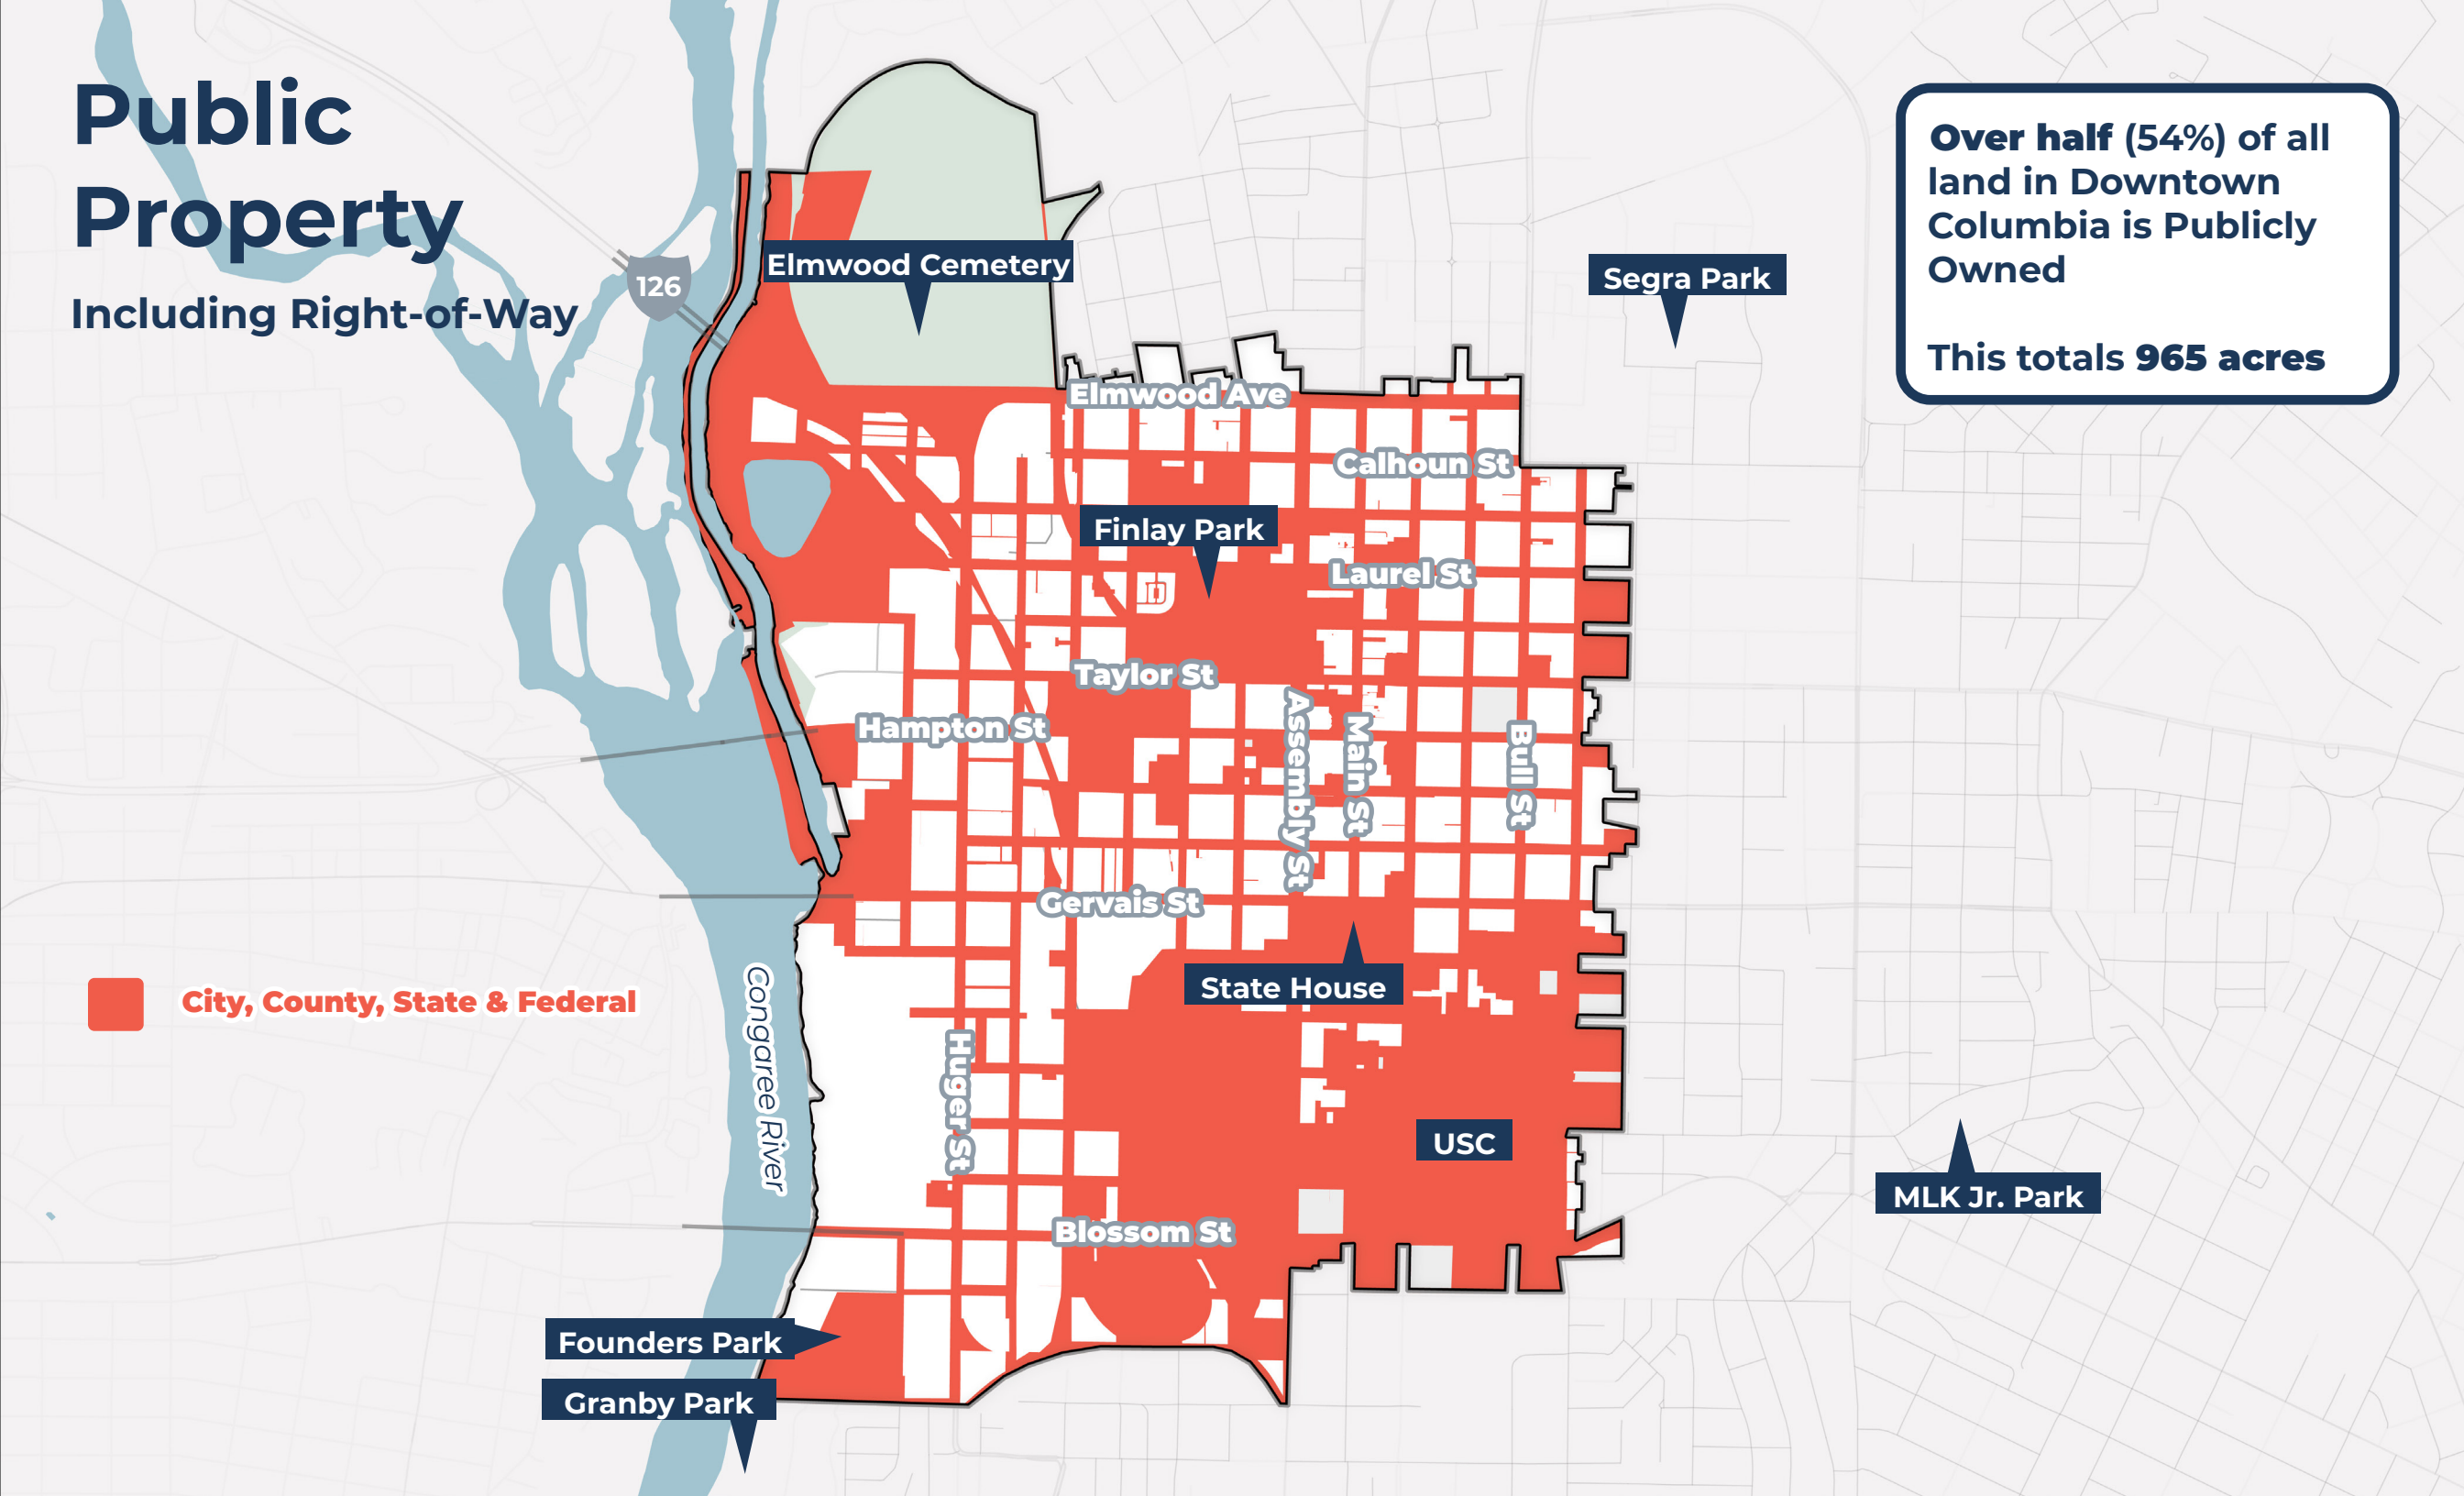 Public
Property
Including Right-of-Way
126
Over half (54%) of all
land in Downtown
Columbia is Publicly
Owned
This totals 965 acres
Elmwood Cemetery
Segra Park
Elmwood Ave
Calhoun St
Finlay Park
Laurel St
Taylor St
Hampton St
Assembly St
Main St
Bull St
Gervais St
State House
City, County, State & Federal
Congaree River
Huger St
USC
MLK Jr. Park
Blossom St
Founders Park
Granby Park